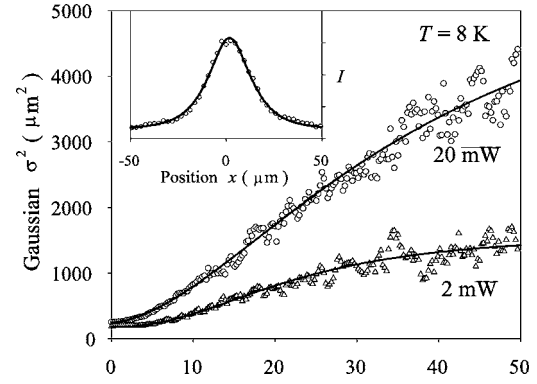 5000
4000
3000
2000
1000
0
Gaussian σ² ( μm²)
T = 8 K
I
-50 0 50
Position x ( μm)
20 mW
2 mW
0 10 20 30 40 50